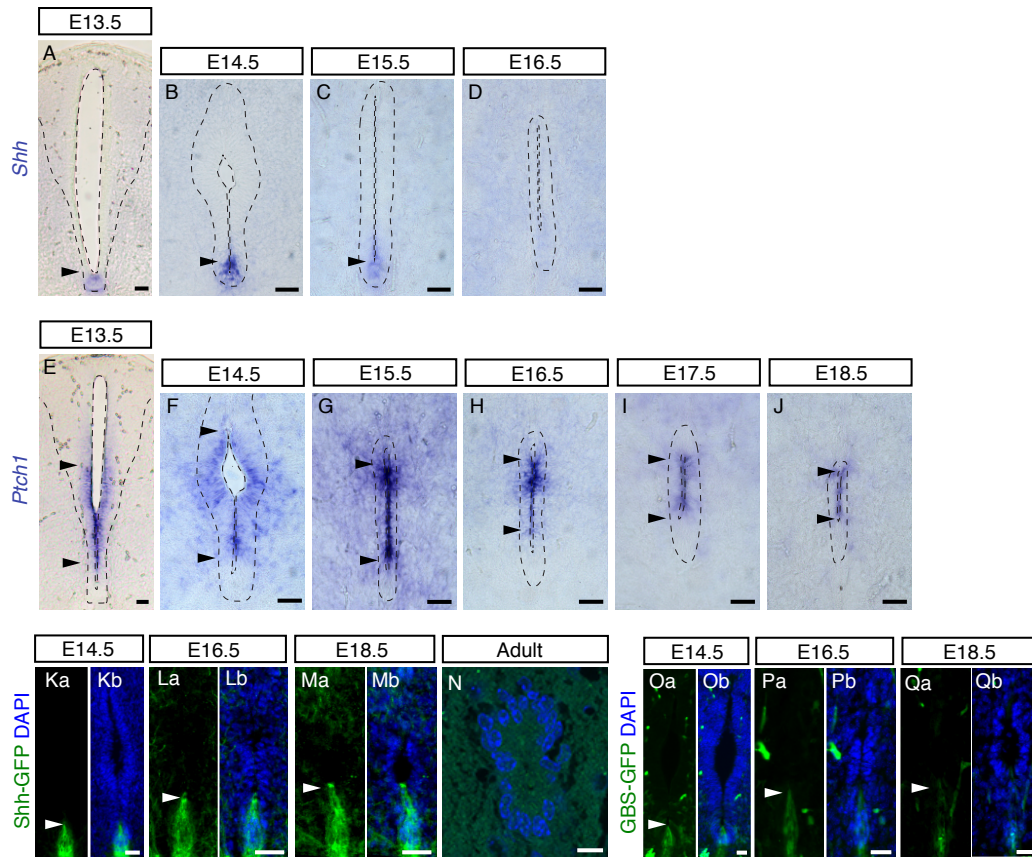 E13.5
E14.5 E15.5 E16.5
A B C D
Shh
E13.5
E14.5 E15.5 E16.5 E17.5 E18.5
E F G H I J
Ptch1
E14.5 E16.5 E18.5 Adult E14.5 E16.5 E18.5
Ka Kb La Lb Ma Mb N Oa Ob Pa Pb Qa Qb
Shh-GFP DAPI
GBS-GFP DAPI